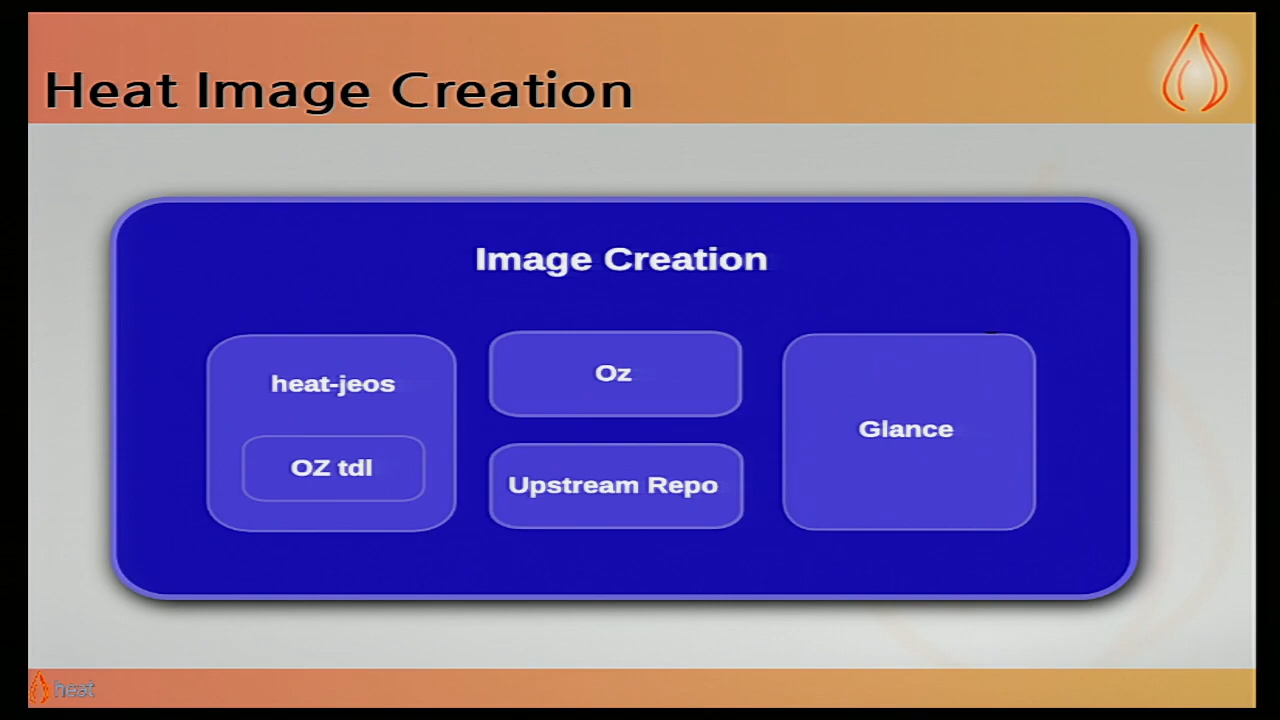 Heat Image Creation
Image Creation
heat-jeos
OZ tdl
Oz
Upstream Repo
Glance
heat